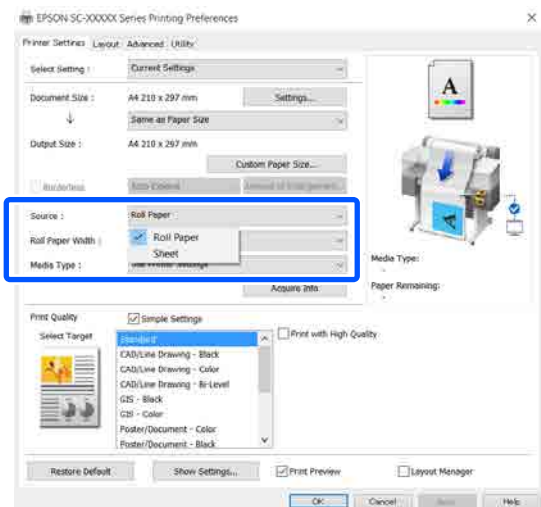 EPSON SC-XXXXX Series Printing Preferences
Printer Settings Layout Advanced Utility
Select Setting : Current Settings
Document Size : A4 210 x 297 mm Settings...
Same as Paper Size
Output Size : A4 210 x 297 mm
Custom Paper Size...
Borderless Auto Expand
Source : Roll Paper
Roll Paper Width : Roll Paper
Sheet
Media Type : Use Printer Settings
Acquire Info
A
Media Type:
-
Paper Remaining:
-
Print Quality Simple Settings
Select Target Standard Print with High Quality
CAD/Line Drawing - Black
CAD/Line Drawing - Color
CAD/Line Drawing - Bi-Level
GIS - Black
GIS - Color
Poster/Document - Color
Poster/Document - Black
Restore Default Show Settings... Print Preview Layout Manager
OK Cancel Help